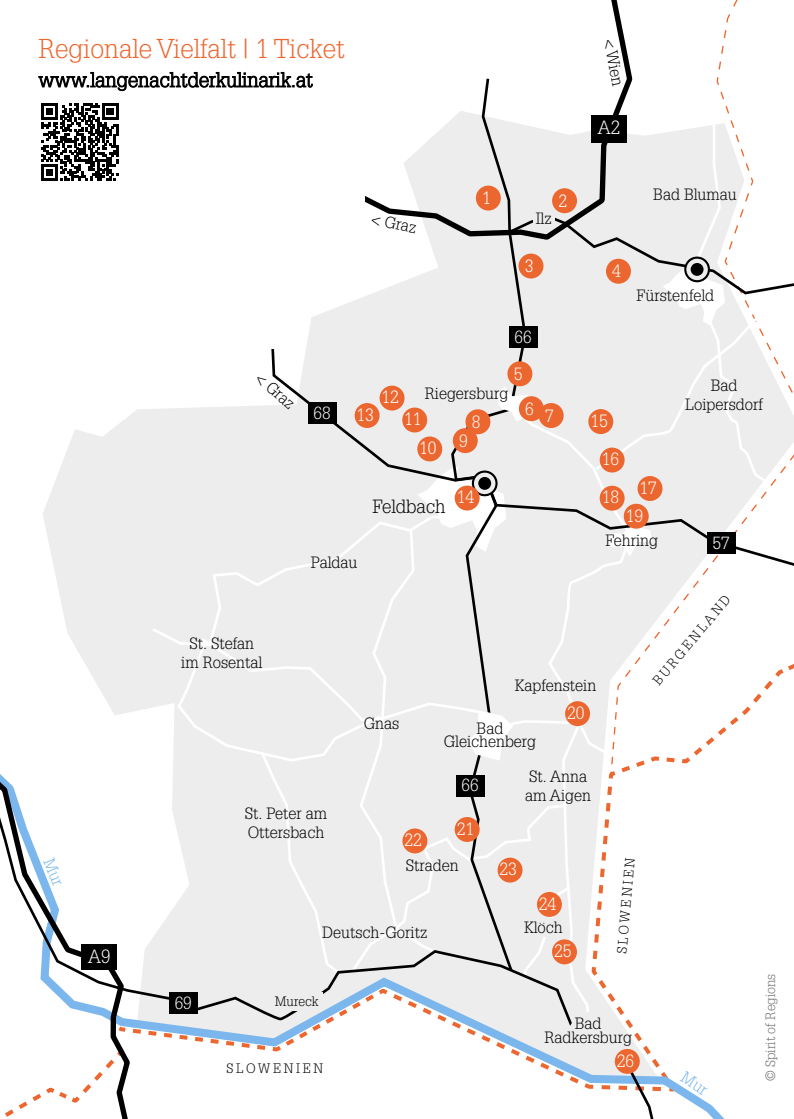 Regionale Vielfalt | 1 Ticket
www.langenachtderkulinarik.at
< Wien
A2
Bad Blumau
1
2
Ilz
< Graz
3
4
Fürstenfeld
66
< Graz
5
Bad
Loipersdorf
12
Riegersburg
68
13
11
6
7
8
15
9
10
16
14
17
18
Feldbach
19
Fehring
57
Paldau
BURGENLAND
St. Stefan
im Rosental
Kapfenstein
20
Gnas
Bad
Gleichenberg
66
St. Anna
am Aigen
St. Peter am
Ottersbach
21
22
Straden
23
Mur
SLOWENIEN
24
Klöch
Deutsch-Goritz
25
A9
69
Mureck
Bad
Radkersburg
26
SLOWENIEN
Mur
© Spirit of Regions